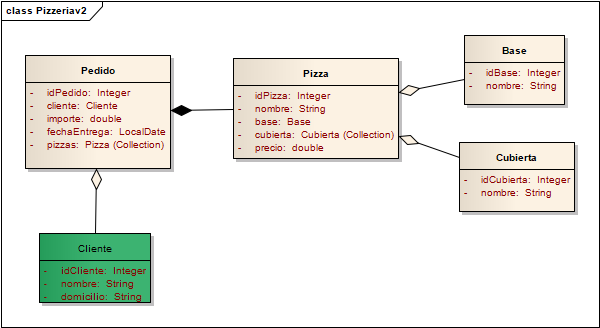 class Pizzeriav2
Pedido
- idPedido: Integer
- cliente: Cliente
- importe: double
- fechaEntrega: LocalDate
- pizzas: Pizza (Collection)
Pizza
- idPizza: Integer
- nombre: String
- base: Base
- cubierta: Cubierta (Collection)
- precio: double
Base
- idBase: Integer
- nombre: String
Cubierta
- idCubierta: Integer
- nombre: String
Cliente
- idCliente: Integer
- nombre: String
- domicilio: String